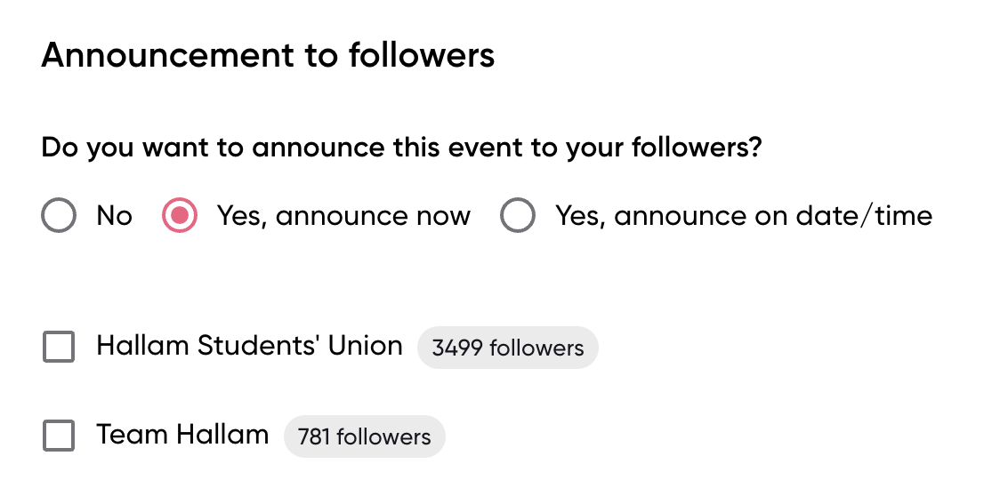 Announcement to followers
Do you want to announce this event to your followers?
No Yes, announce now Yes, announce on date/time
Hallam Students' Union 3499 followers
Team Hallam 781 followers